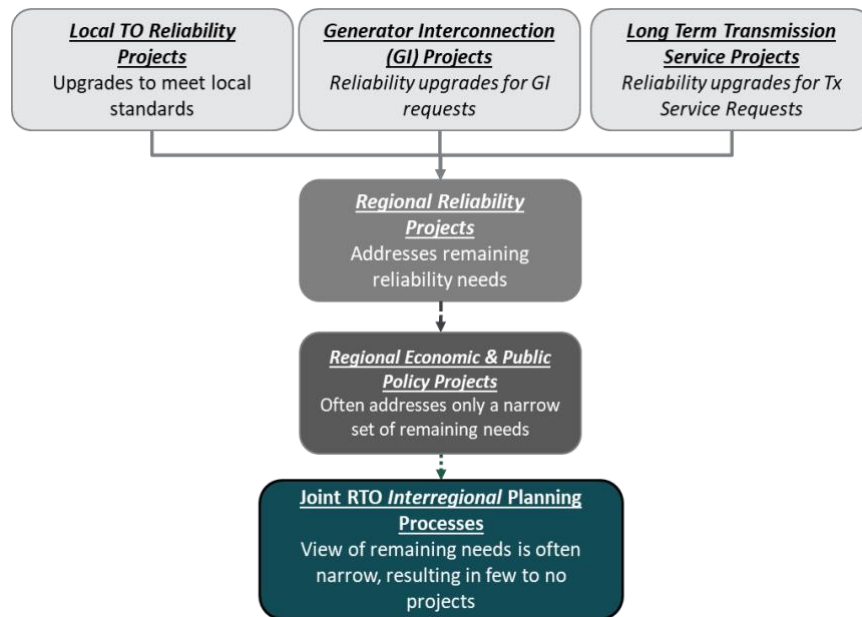 Local TO Reliability
Projects
Upgrades to meet local
standards
Generator Interconnection
(GI) Projects
Reliability upgrades for GI
requests
Long Term Transmission
Service Projects
Reliability upgrades for Tx
Service Requests
Regional Reliability
Projects
Addresses remaining
reliability needs
Regional Economic & Public
Policy Projects
Often addresses only a narrow
set of remaining needs
Joint RTO Interregional Planning
Processes
View of remaining needs is often
narrow, resulting in few to no
projects